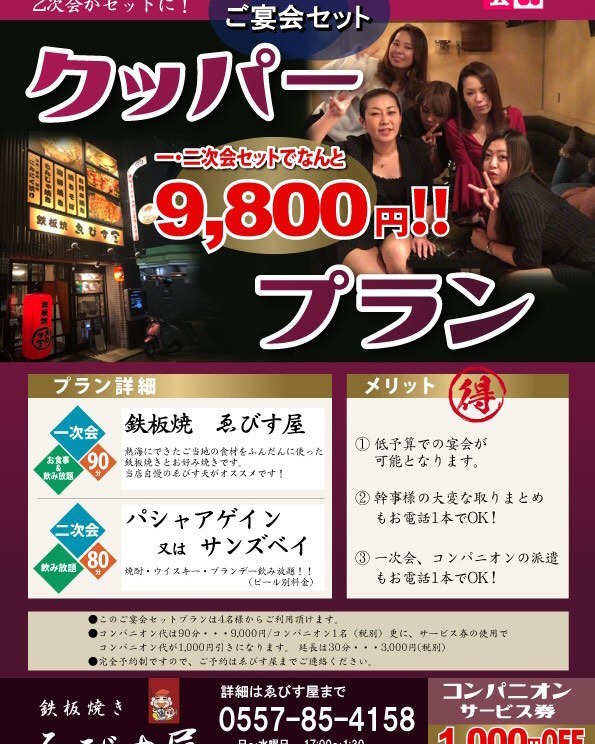 2次会がセットに!
ご宴会セット
クッパー
一・二次会セットでなんと
9,800円!!
プラン
鉄板焼 ゑびす屋
プラン詳細
一次会
お食事
&
飲み放題
90分
鉄板焼 ゑびす屋
熱海にできたご当地の食材をふんだんに使った
鉄板焼きとお好み焼きです。
当店自慢のゑびす天がオススメです!
二次会
飲み放題
80分
パシャアゲイン
又は サンズベイ
焼酎・ウイスキー・ブランデー飲み放題!!
(ビール別料金)
メリット
得
① 低予算での宴会が
可能となります。
② 幹事様の大変な取りまとめ
もお電話1本でOK!
③ 一次会、コンパニオンの派遣
もお電話1本でOK!
●このご宴会セットプランは4名様からご利用頂けます。
●コンパニオン代は90分・・・9,000円/コンパニオン1名(税別)更に、サービス券の使用で
コンパニオン代が1,000円引きになります。 延長は30分・・・3,000円(税別)
●完全予約制ですので、ご予約はゑびす屋までご連絡ください。
鉄板焼き
ゑびす屋
詳細はゑびす屋まで
0557-85-4158
日~水曜日 17:00~1:30
コンパニオン
サービス券
1,000円OFF